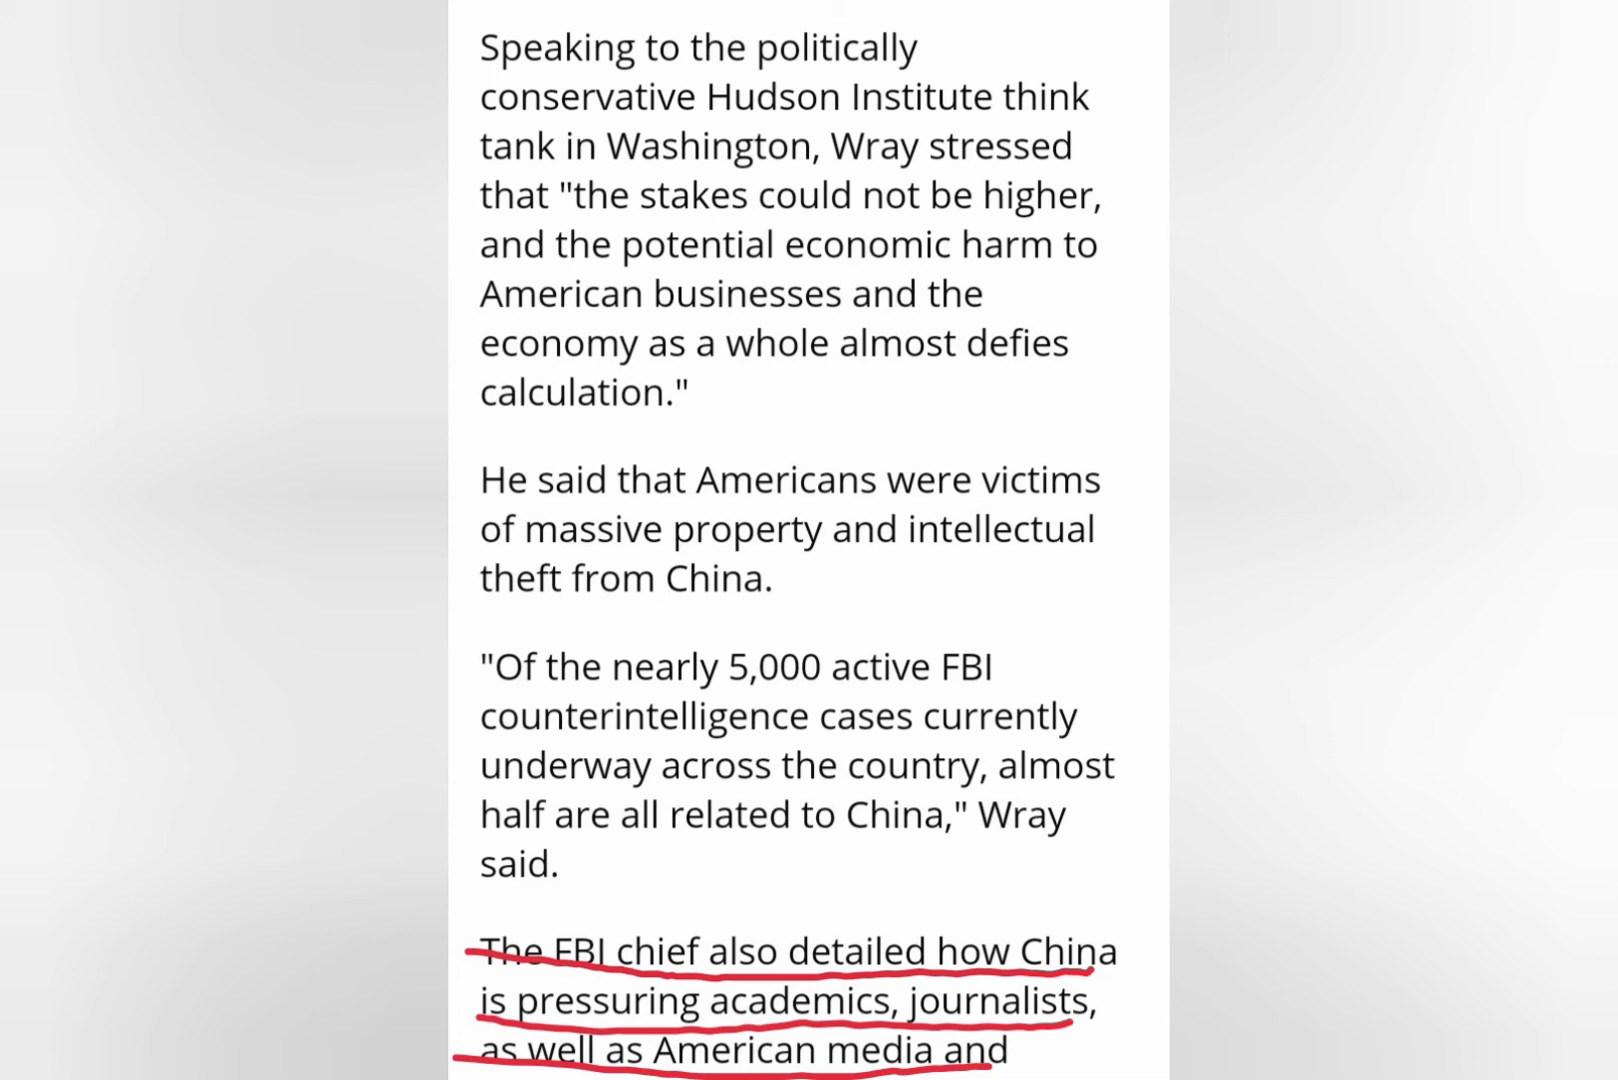 Speaking to the politically
conservative Hudson Institute think
tank in Washington, Wray stressed
that "the stakes could not be higher,
and the potential economic harm to
American businesses and the
economy as a whole almost defies
calculation."
He said that Americans were victims
of massive property and intellectual
theft from China.
"Of the nearly 5,000 active FBI
counterintelligence cases currently
underway across the country, almost
half are all related to China," Wray
said.
The FBI chief also detailed how China
is pressuring academics, journalists,
as well as American media and